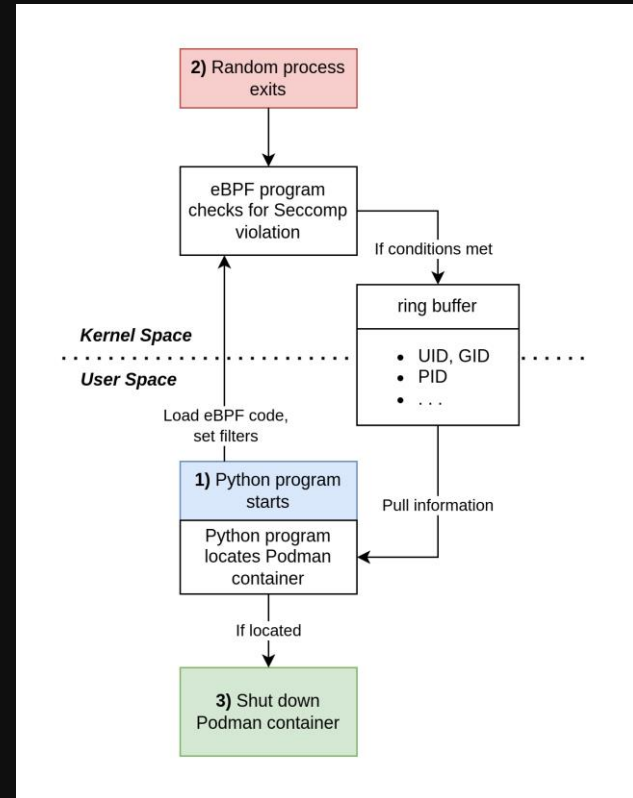 2) Random process
exits
eBPF program
checks for Seccomp
violation
If conditions met
ring buffer
Kernel Space
• UID, GID
• PID
• . . .
User Space
Load eBPF code,
set filters
1) Python program
starts
Pull information
Python program
locates Podman
container
If located
3) Shut down
Podman container